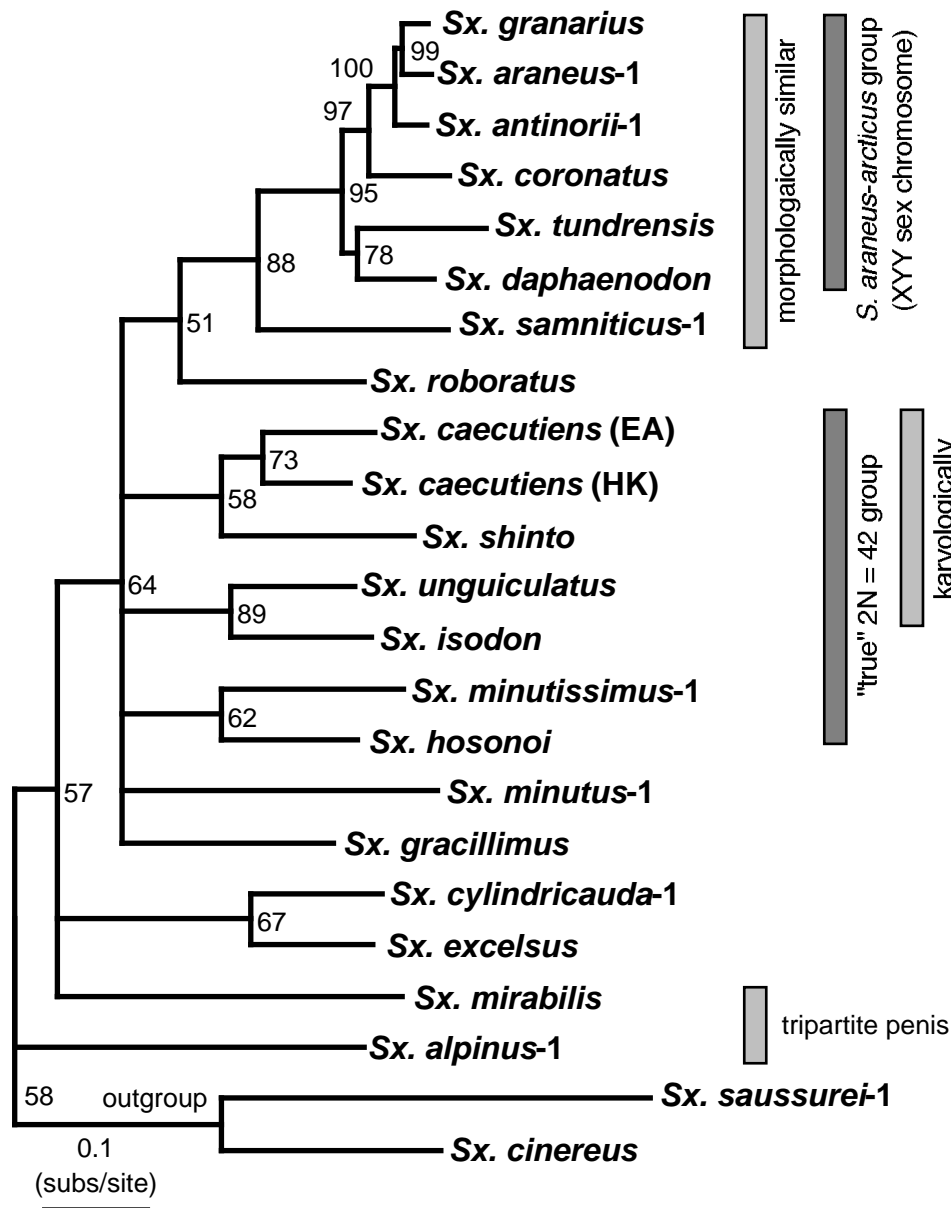 Sx. granarius
99
100
Sx. araneus-1
97
Sx. antinorii-1
Sx. coronatus
95
Sx. tundrensis
78
88
Sx. daphaenodon
51
Sx. samniticus-1
Sx. roboratus
Sx. caecutiens (EA)
73
Sx. caecutiens (HK)
58
Sx. shinto
64
Sx. unguiculatus
89
Sx. isodon
Sx. minutissimus-1
62
Sx. hosonoi
57
Sx. minutus-1
Sx. gracillimus
Sx. cylindricauda-1
67
Sx. excelsus
Sx. mirabilis
Sx. alpinus-1
58
outgroup
Sx. saussurei-1
Sx. cinereus
0.1
(subs/site)
morphologaically similar
S. araneus-arcticus group
(XYY sex chromosome)
"true" 2N = 42 group
karyologically
tripartite penis